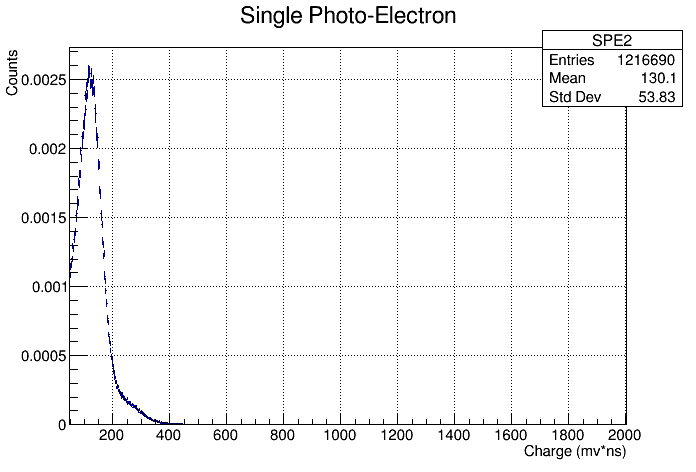 Single Photo-Electron
SPE2
Entries 1216690
Mean 130.1
Std Dev 53.83
Counts
0.0025
0.002
0.0015
0.001
0.0005
0
200 400 600 800 1000 1200 1400 1600 1800 2000
Charge (mv*ns)